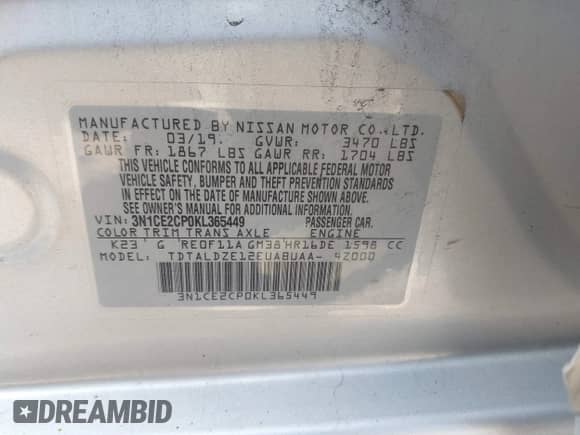 MANUFACTURED BY NISSAN MOTOR CO.,LTD.
DATE: 03/19. GVWR: 3470 LBS
GAWR FR: 1867 LBS GAWR RR: 1704 LBS
THIS VEHICLE CONFORMS TO ALL APPLICABLE FEDERAL MOTOR
VEHICLE SAFETY, BUMPER AND THEFT PREVENTION STANDARDS
IN EFFECT ON THE DATE OF MANUFACTURE SHOWN ABOVE.
SEE OWNER'S MANUAL FOR ADDITIONAL INFORMATION.
VIN: 3N1CE2CP0KL365449 PASSENGER CAR.
COLOR TRIM TRANS AXLE ENGINE
K23 G RE0F11A GM38 HR16DE 1598 CC
MODEL: TDTALDZE12EUA8UAA- 4Z000
3N1CE2CP0KL365449
DREAMBID